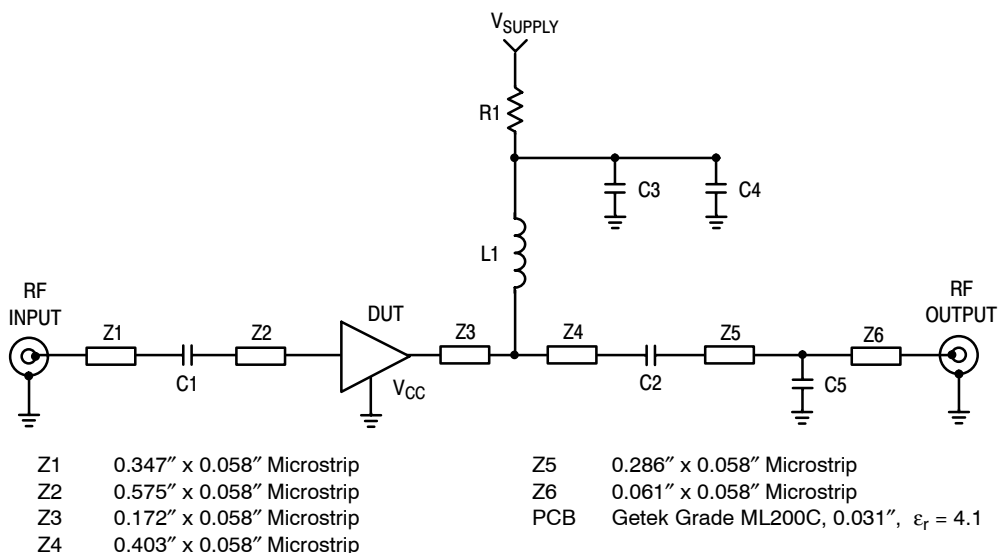 VSUPPLY
R1
C3
C4
L1
RF
INPUT
RF
OUTPUT
DUT
Z1
Z2
Z3
Z4
Z5
Z6
C1
VCC
C2
C5
Z1 0.347″ x 0.058″ Microstrip
Z2 0.575″ x 0.058″ Microstrip
Z3 0.172″ x 0.058″ Microstrip
Z4 0.403″ x 0.058″ Microstrip
Z5 0.286″ x 0.058″ Microstrip
Z6 0.061″ x 0.058″ Microstrip
PCB Getek Grade ML200C, 0.031″, εr = 4.1